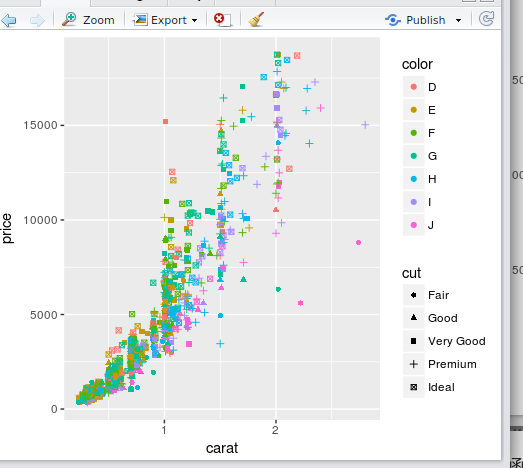 Zoom Export Publish
color
D
E
F
G
H
I
J
cut
Fair
Good
Very Good
Premium
Ideal
price
15000
10000
5000
0
1 2
carat